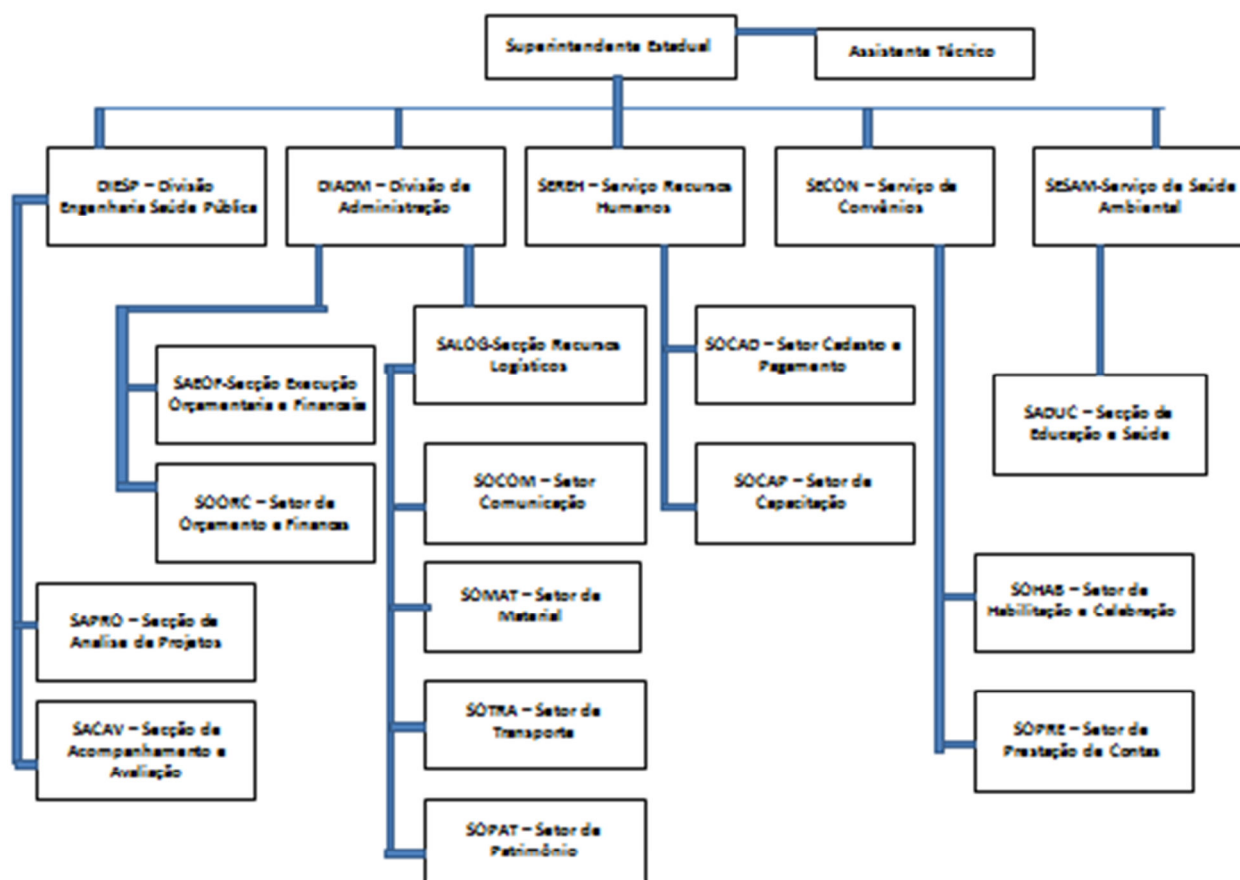 Superintendente Estadual
Assistente Técnico
DIESP – Divisão
Engenharia Saúde Pública
DIADM – Divisão de
Administração
SEREH – Serviço Recursos
Humanos
SECON – Serviço de
Convênios
SESAM-Serviço de Saúde
Ambiental
SALOG-Secção Recursos
Logísticos
SOCAD – Setor Cadastro e
Pagamento
SAEOF-Secção Execução
Orçamentaria e Financais
SADUC – Secção de
Educação e Saúde
SOCOM – Setor
Comunicação
SOCAP – Setor de
Capacitação
SOORC – Setor de
Orçamento e Financas
SOMAT – Setor de
Material
SOHAB – Setor de
Habilitação e Celebração
SAPRO – Secção de
Analise de Projetos
SOTRA – Setor de
Transporte
SOPRE – Setor de
Prestação de Contas
SACAV – Secção de
Acompanhamento e
Avaliação
SOPAT – Setor de
Patrimônio